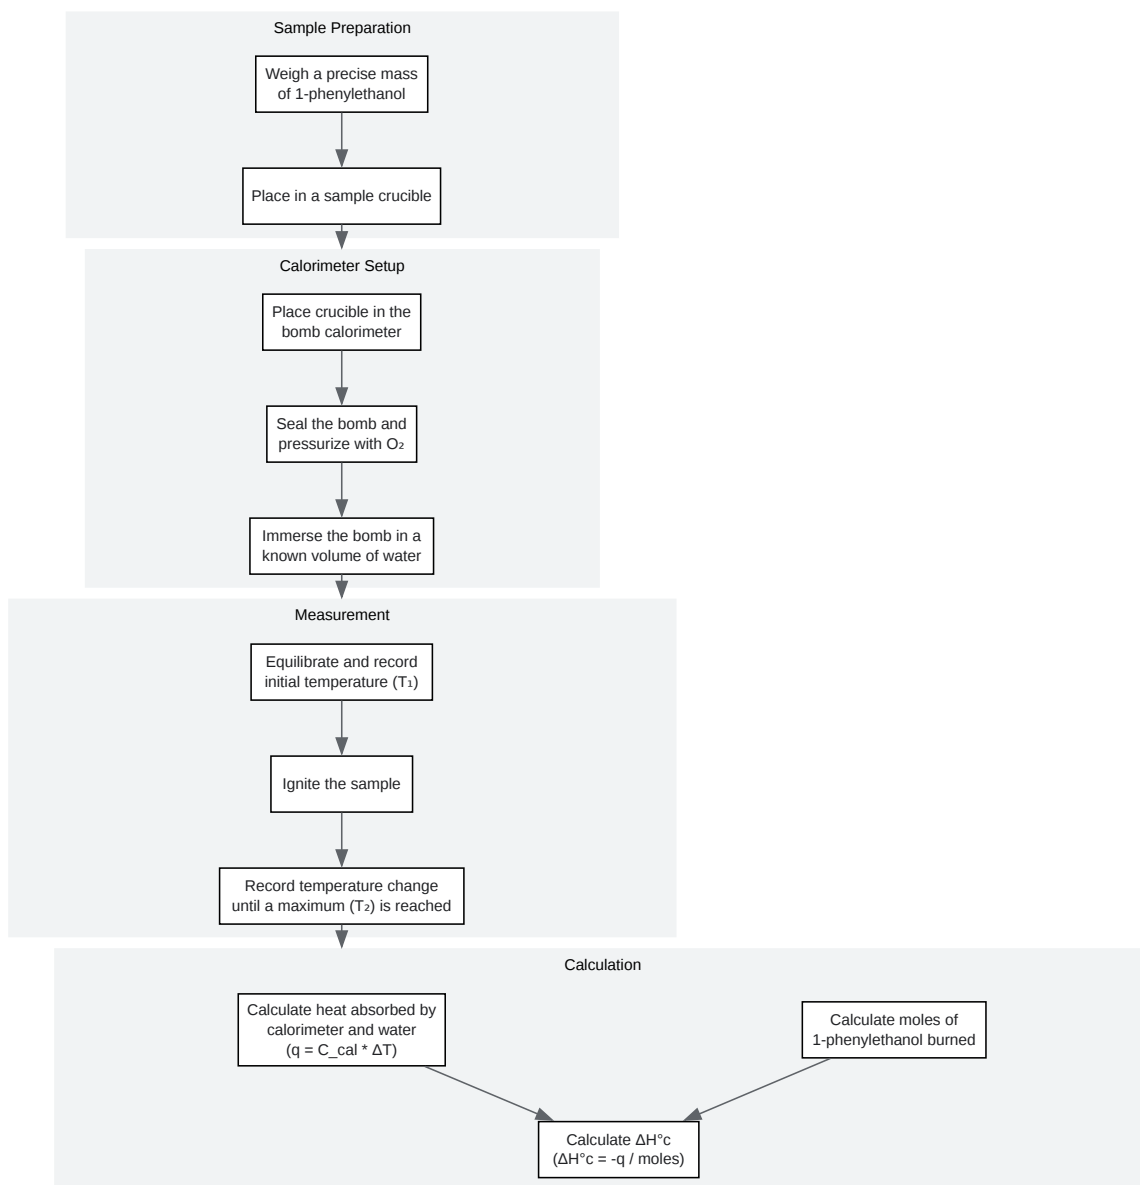 Sample Preparation
Weigh a precise mass
of 1-phenylethanol
Place in a sample crucible
Calorimeter Setup
Place crucible in the
bomb calorimeter
Seal the bomb and
pressurize with O₂
Immerse the bomb in a
known volume of water
Measurement
Equilibrate and record
initial temperature (T₁)
Ignite the sample
Record temperature change
until a maximum (T₂) is reached
Calculation
Calculate heat absorbed by
calorimeter and water
(q = C_cal * ΔT)
Calculate moles of
1-phenylethanol burned
Calculate ΔH°c
(ΔH°c = -q / moles)